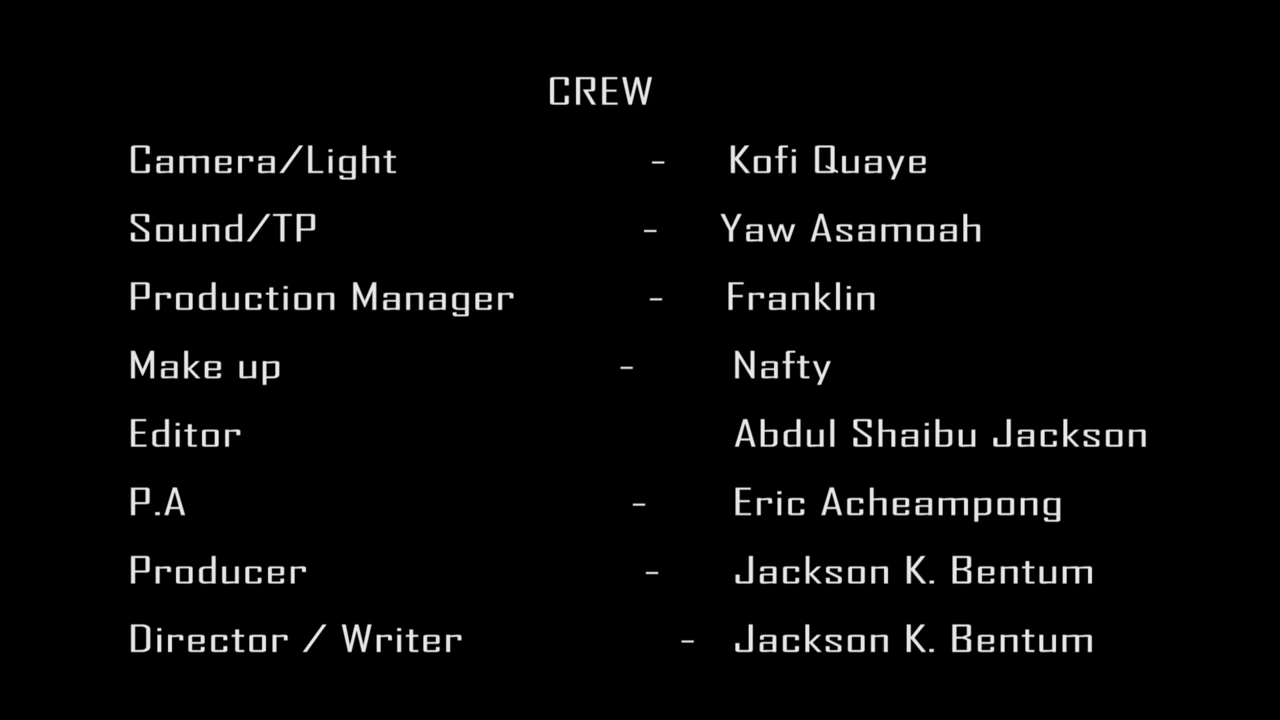 CREW
Camera/Light - Kofi Quaye
Sound/TP - Yaw Asamoah
Production Manager - Franklin
Make up - Nafty
Editor Abdul Shaibu Jackson
P.A - Eric Acheampong
Producer - Jackson K. Bentum
Director / Writer - Jackson K. Bentum